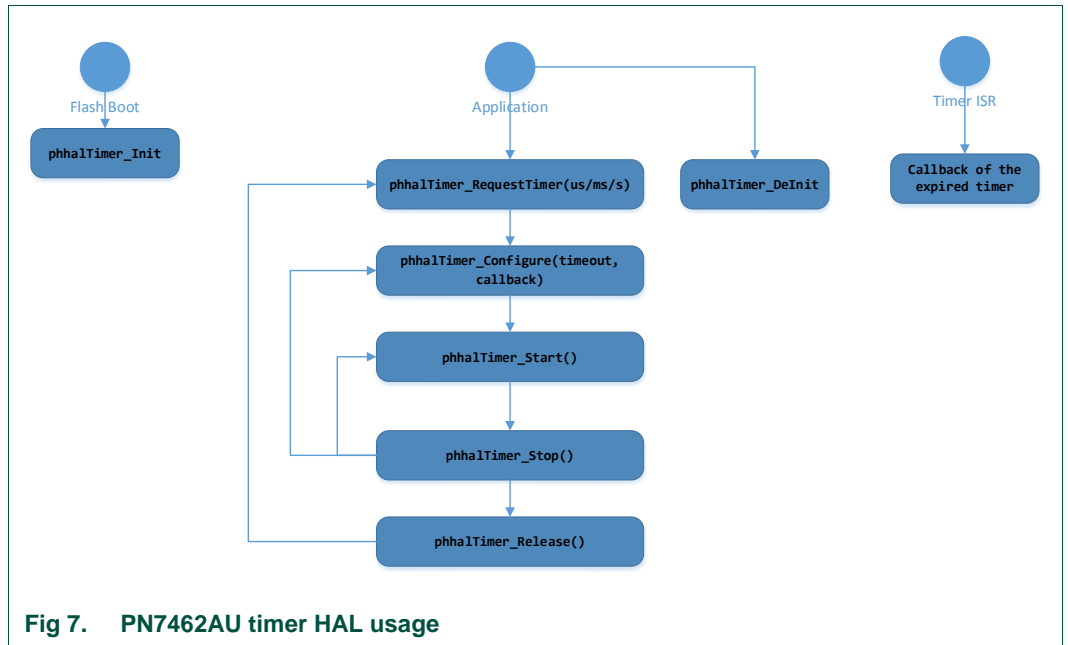 Flash Boot
Application
Timer ISR
phhalTimer_Init
phhalTimer_RequestTimer(us/ms/s)
phhalTimer_DeInit
Callback of the
expired timer
phhalTimer_Configure(timeout,
callback)
phhalTimer_Start()
phhalTimer_Stop()
phhalTimer_Release()
Fig 7. PN7462AU timer HAL usage